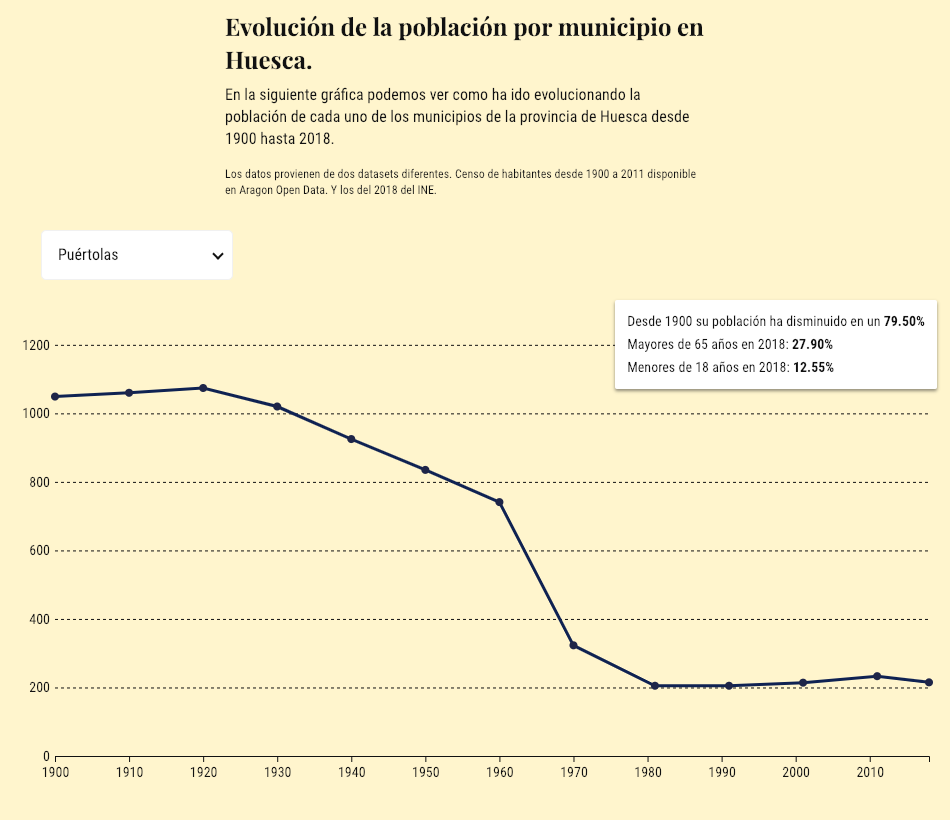 Evolución de la población por municipio en
Huesca.
En la siguiente gráfica podemos ver como ha ido evolucionando la
población de cada uno de los municipios de la provincia de Huesca desde
1900 hasta 2018.
Los datos provienen de dos datasets diferentes. Censo de habitantes desde 1900 a 2011 disponible
en Aragon Open Data. Y los del 2018 del INE.
Puértolas
Desde 1900 su población ha disminuido en un 79.50%
Mayores de 65 años en 2018: 27.90%
Menores de 18 años en 2018: 12.55%
1200
1000
800
600
400
200
0
1900 1910 1920 1930 1940 1950 1960 1970 1980 1990 2000 2010